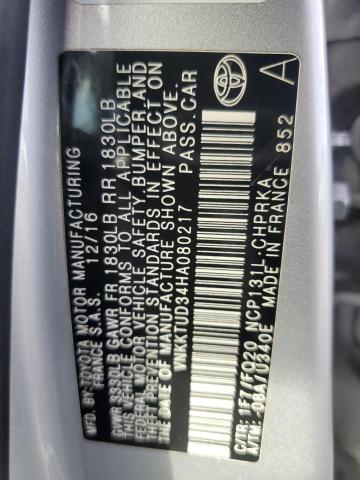 MFD. BY: TOYOTA MOTOR MANUFACTURING
FRANCE S.A.S. 12/16
GVWR 3330LB GAWR FR 1830LB RR 1830LB
THIS VEHICLE CONFORMS TO ALL APPLICABLE
FEDERAL MOTOR VEHICLE SAFETY, BUMPER, AND
THEFT PREVENTION STANDARDS IN EFFECT ON
THE DATE OF MANUFACTURE SHOWN ABOVE.
VNKKTUD34HA080217 PASS. CAR
TOYOTA
A
C/TR: 1F7/FQ20 NCP131L-CHPRKA
MADE IN FRANCE 852